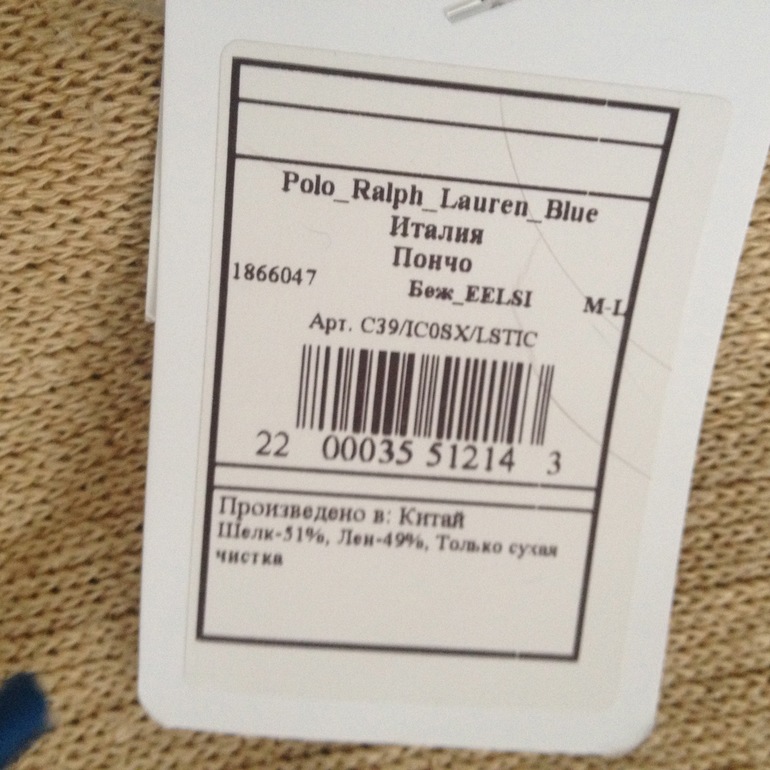 Polo_Ralph_Lauren_Blue
Италия
Пончо
1866047 Беж_EELSI M-L
Арт. C39/IC0SX/LSTIC
22 00035 51214 3
Произведено в: Китай
Шелк-51%, Лен-49%, Только сухая
чистка